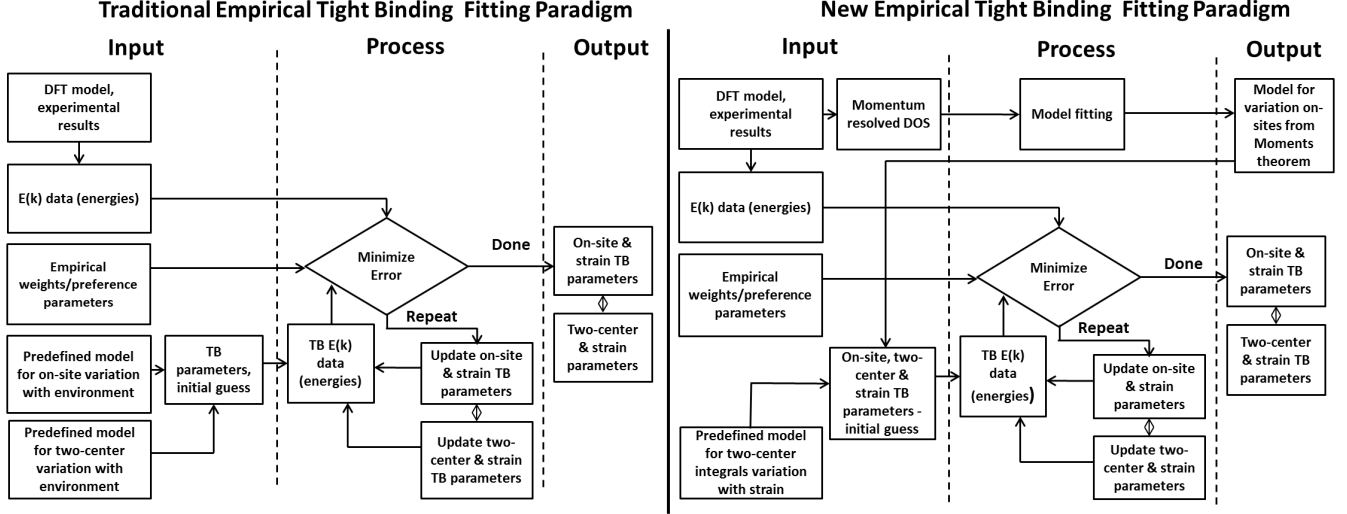 Traditional Empirical Tight Binding Fitting Paradigm
Input
Process
Output
DFT model,
experimental
results
E(k) data (energies)
Empirical
weights/preference
parameters
Predefined model
for on-site variation
with environment
Predefined model
for two-center
variation with
environment
TB
parameters,
initial guess
Minimize
Error
Done
Repeat
TB E(k)
data
(energies)
Update on-site
& strain TB
parameters
Update two-
center & strain
TB parameters
On-site &
strain TB
parameters
Two-center
& strain
parameters
New Empirical Tight Binding Fitting Paradigm
Input
Process
Output
DFT model,
experimental
results
Momentum
resolved DOS
Model fitting
Model for
variation on-
sites from
Moments
theorem
E(k) data (energies)
Empirical
weights/preference
parameters
Predefined model
for two-center
integrals variation
with strain
On-site, two-
center &
strain TB
parameters -
initial guess
Minimize
Error
Done
Repeat
TB E(k)
data
(energies)
Update on-site
& strain
parameters
Update two-
center & strain
parameters
On-site &
strain TB
parameters
Two-center
& strain TB
parameters